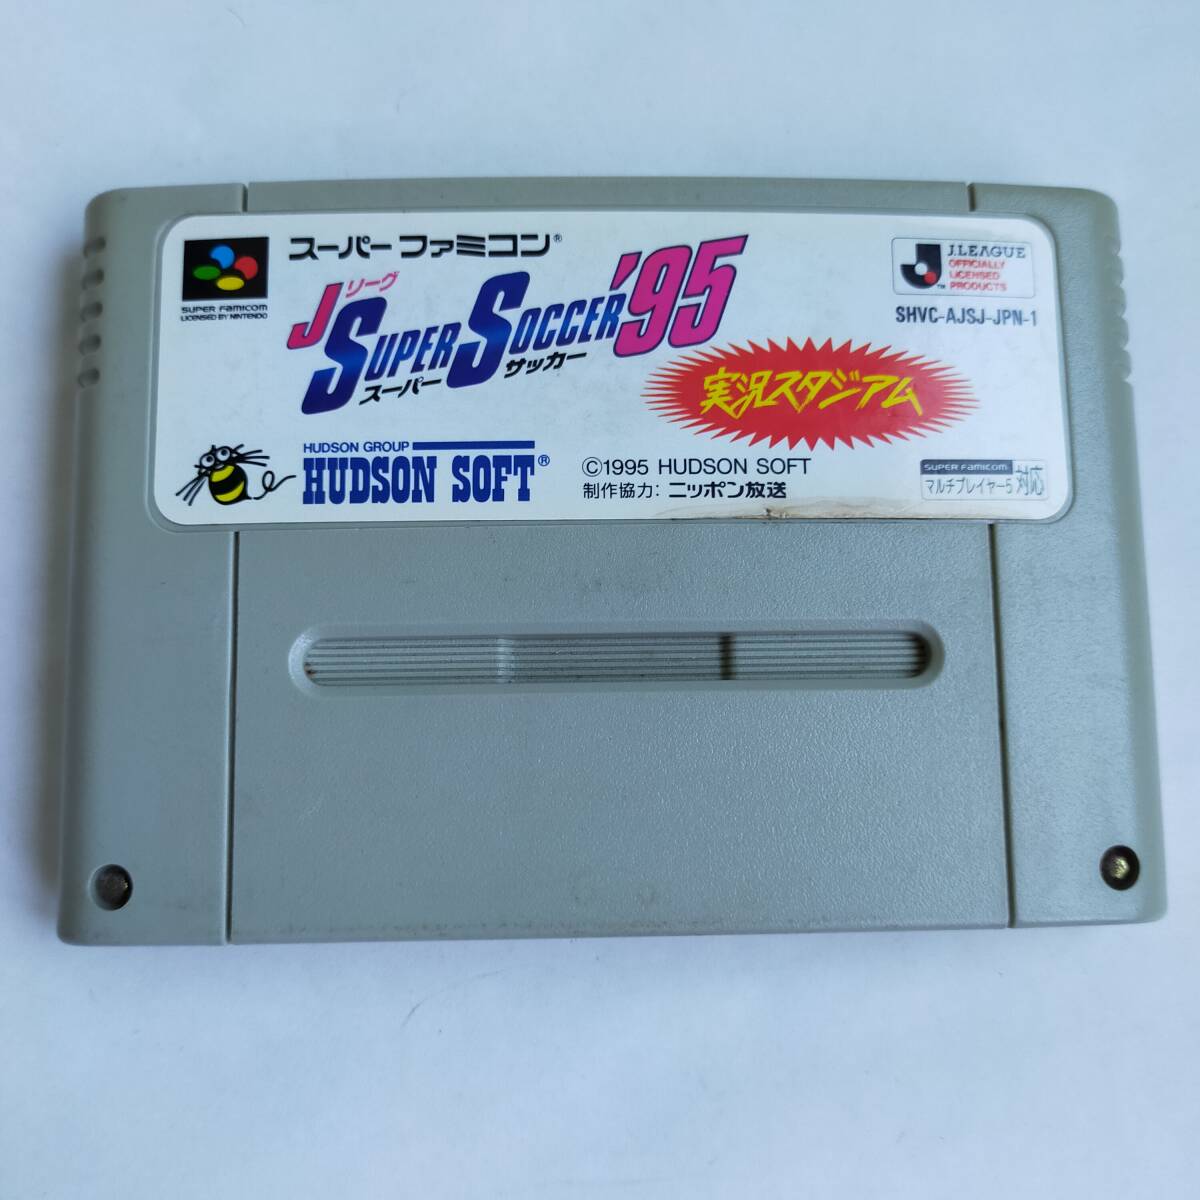 スーパーファミコン®
SUPER FAMICOM
LICENSED BY NINTENDO
Jリーグ
SUPER SOCCER '95
スーパーサッカー
実況スタジアム
J.LEAGUE
OFFICIALLY
LICENSED
PRODUCTS
TM
SHVC-AJSJ-JPN-1
HUDSON GROUP
HUDSON SOFT®
©1995 HUDSON SOFT
制作協力: ニッポン放送
SUPER FAMICOM
マルチプレイヤー5対応